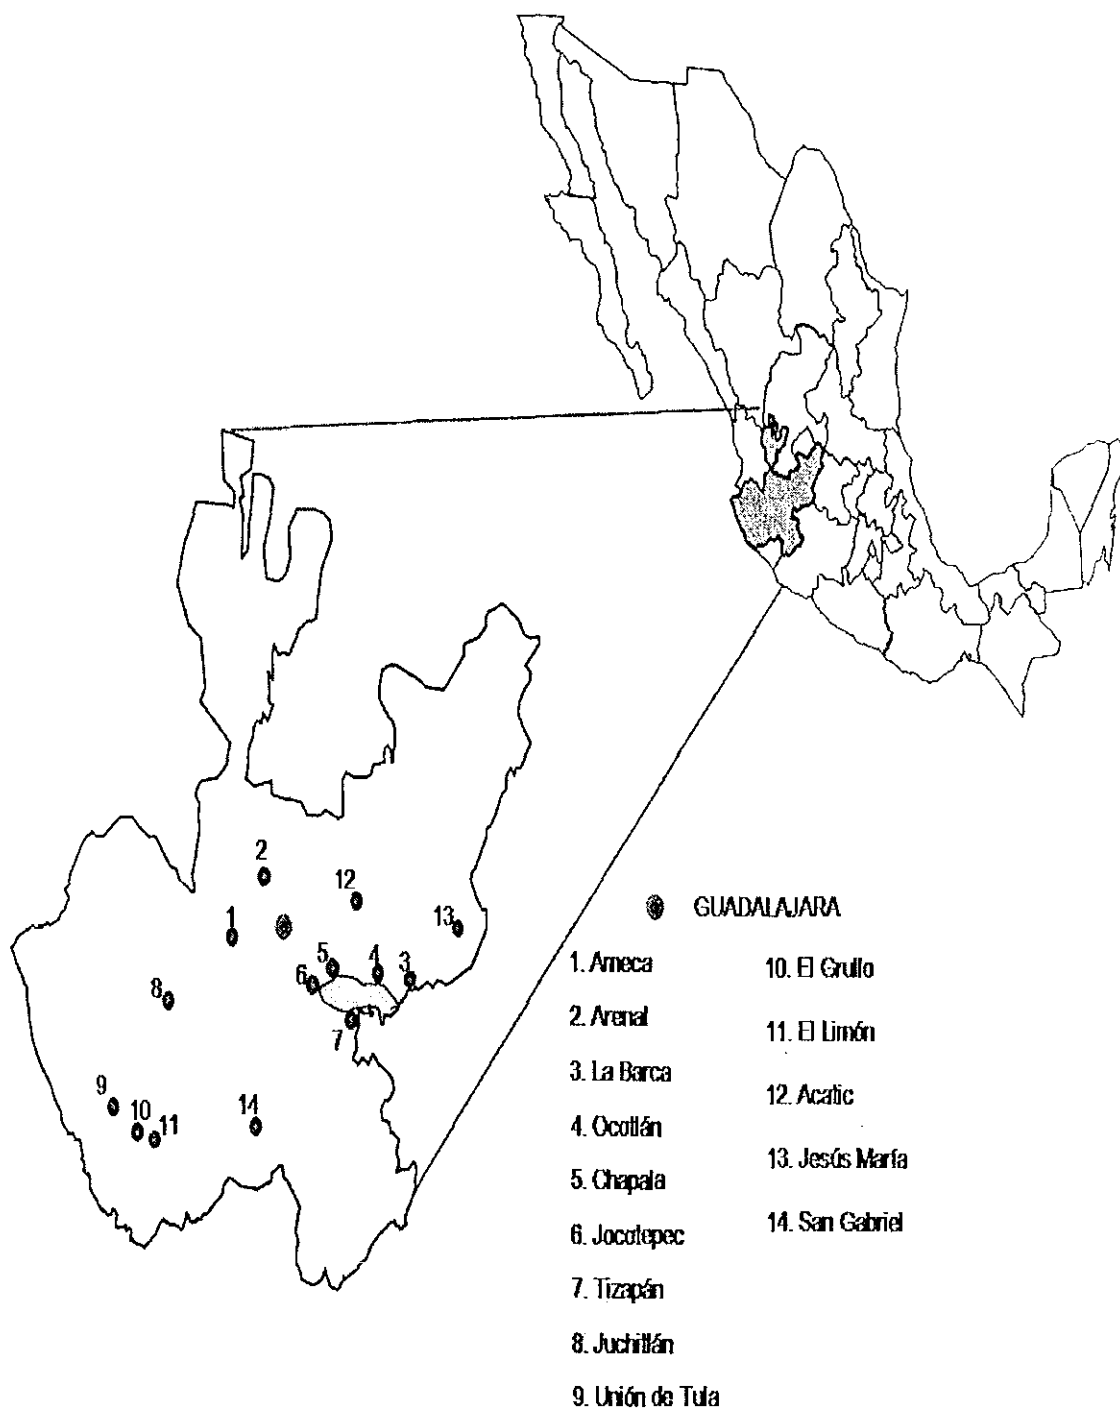 2
12
1
13
5
4
3
6
8
7
9
10
11
14
GUADALAJARA
1. Ameca
2. Arenal
3. La Barca
4. Ocotlán
5. Chapala
6. Jocotepec
7. Tizapán
8. Juchitlán
9. Unión de Tula
10. El Grullo
11. El Limón
12. Acatic
13. Jesús María
14. San Gabriel